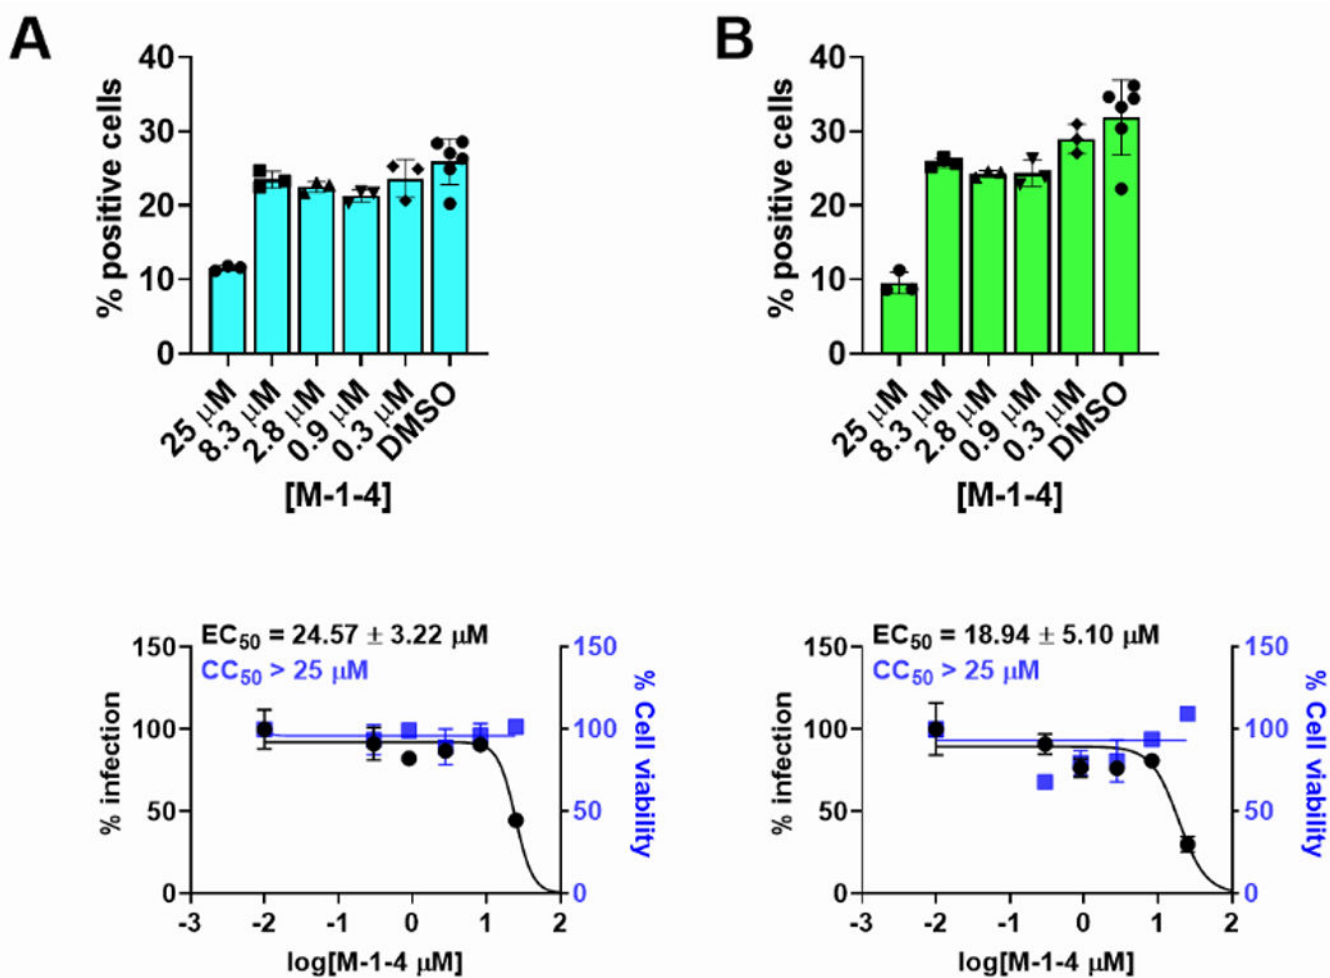 A
B
% positive cells
40
30
20
10
0
25 μM
8.3 μM
2.8 μM
0.9 μM
0.3 μM
DMSO
[M-1-4]
% positive cells
40
30
20
10
0
25 μM
8.3 μM
2.8 μM
0.9 μM
0.3 μM
DMSO
[M-1-4]
EC50 = 24.57 ± 3.22 μM
CC50 > 25 μM
% infection
150
100
50
0
150
100
50
0
% Cell viability
-3 -2 -1 0 1 2
log[M-1-4 μM]
EC50 = 18.94 ± 5.10 μM
CC50 > 25 μM
% infection
150
100
50
0
150
100
50
0
% Cell viability
-3 -2 -1 0 1 2
log[M-1-4 μM]